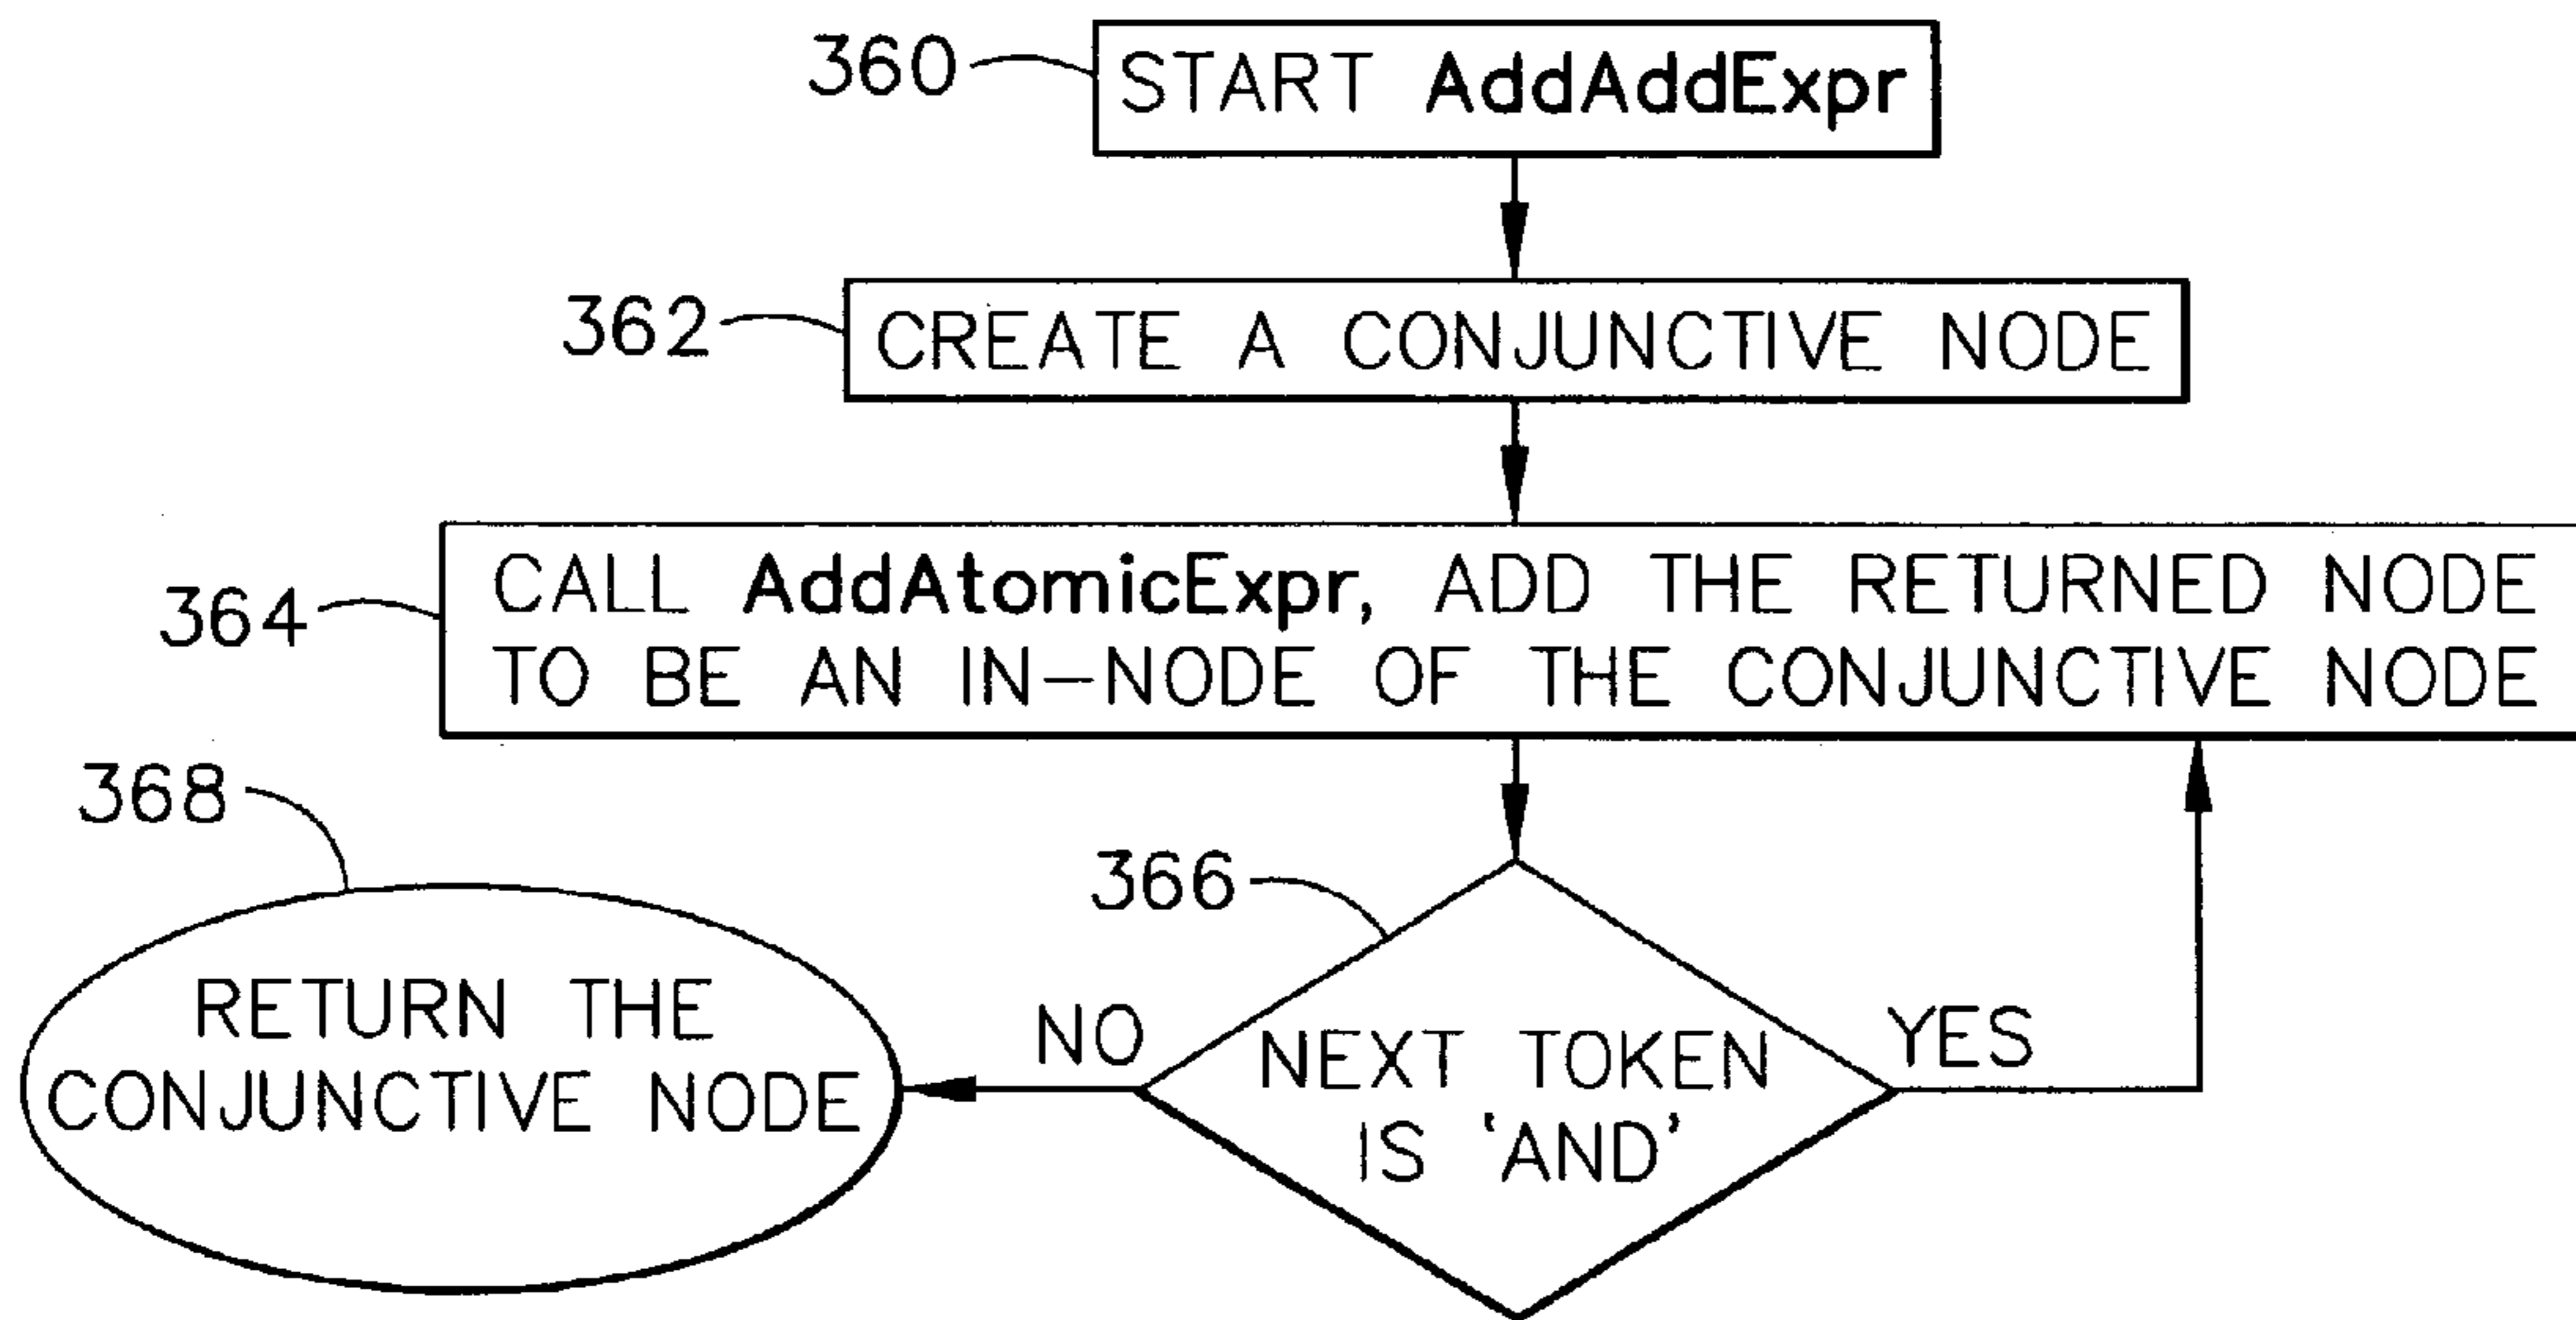 360
START AddAddExpr
362
CREATE A CONJUNCTIVE NODE
364
CALL AddAtomicExpr, ADD THE RETURNED NODE
TO BE AN IN-NODE OF THE CONJUNCTIVE NODE
368
366
RETURN THE
CONJUNCTIVE NODE
NO
NEXT TOKEN
IS 'AND'
YES